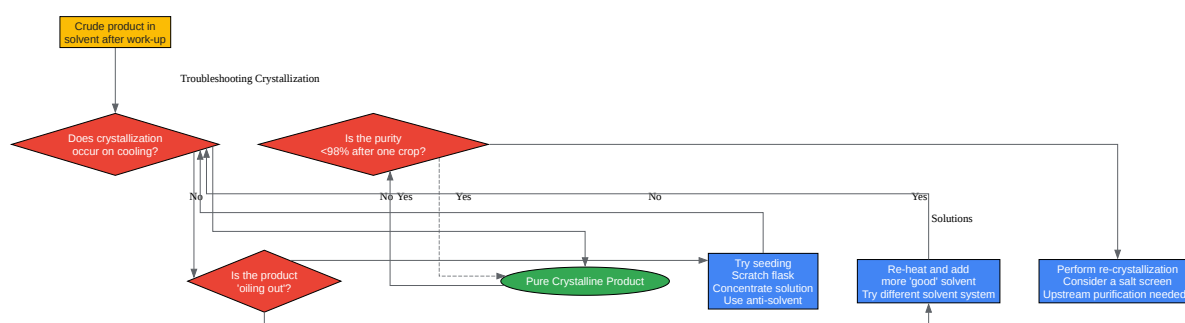 Crude product in
solvent after work-up
Troubleshooting Crystallization
Does crystallization
occur on cooling?
Is the purity
<98% after one crop?
No
No
Yes
Yes
No
Yes
Solutions
Is the product
'oiling out'?
Pure Crystalline Product
Try seeding
Scratch flask
Concentrate solution
Use anti-solvent
Re-heat and add
more 'good' solvent
Try different solvent system
Perform re-crystallization
Consider a salt screen
Upstream purification needed